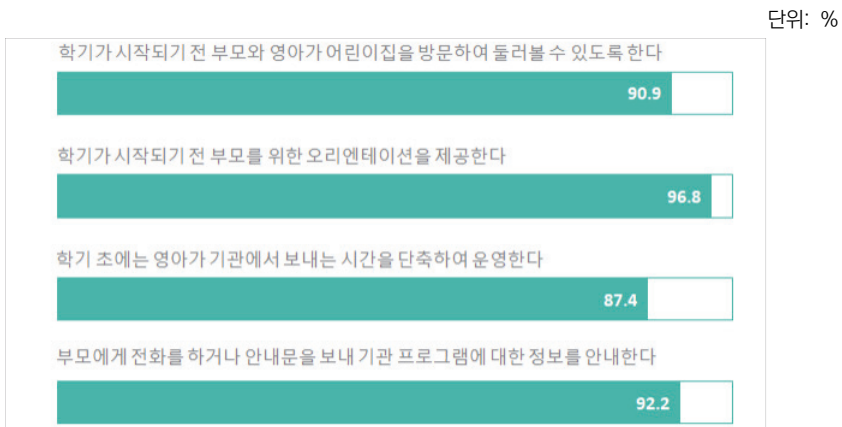 단위: %
학기가 시작되기 전 부모와 영아가 어린이집을 방문하여 둘러볼 수 있도록 한다
90.9
학기가 시작되기 전 부모를 위한 오리엔테이션을 제공한다
96.8
학기 초에는 영아가 기관에서 보내는 시간을 단축하여 운영한다
87.4
부모에게 전화를 하거나 안내문을 보내 기관 프로그램에 대한 정보를 안내한다
92.2